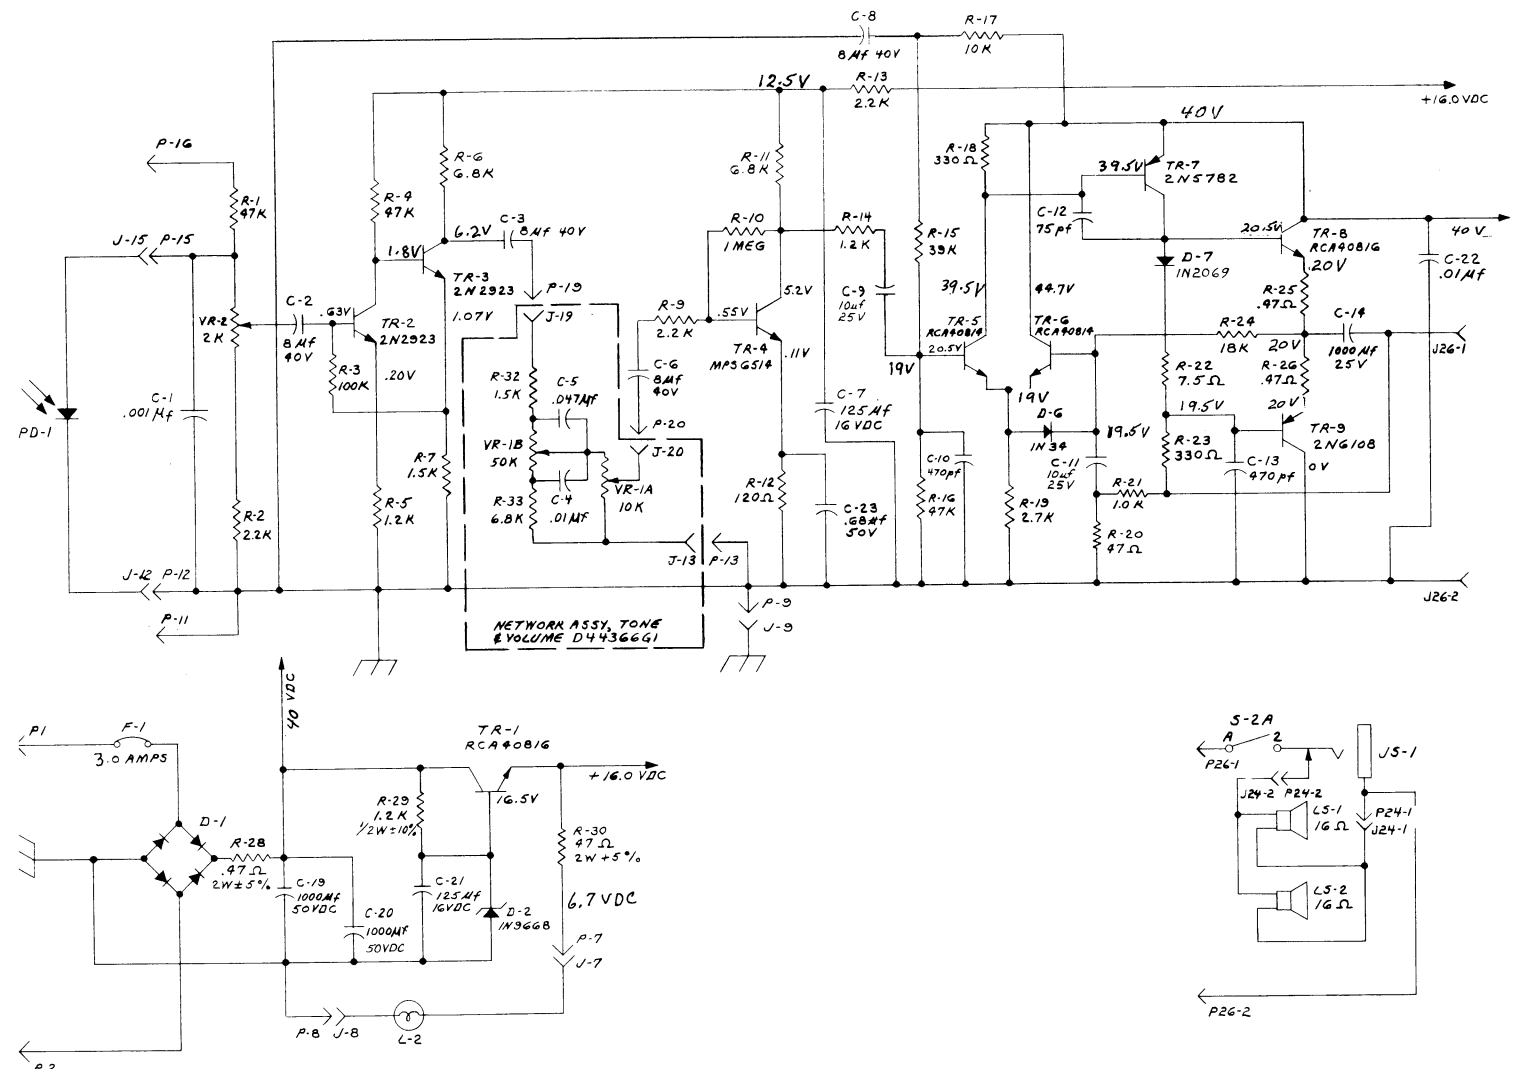 C-8
8 Mf 40V
R-17
10K
12.5V
R-13
2.2K
+16.0VDC
P-16
R-1
47K
J-15 P-15
VR-2
2K
C-2
8 Mf
40V
C-1
.001 Mf
PD-1
R-2
2.2K
J-12 P-12
P-11
R-4
47K
R-6
6.8K
1.8V
6.2V
C-3
8 Mf 40V
TR-3
2N2923
1.07V
.63V
TR-2
2N2923
R-3
100K
.20V
R-5
1.2K
R-7
1.5K
P-19
J-19
R-32
1.5K
C-5
.047Mf
VR-1B
50K
C-4
.01Mf
R-33
6.8K
VR-1A
10K
P-20
J-20
J-13 P-13
NETWORK ASSY, TONE
& VOLUME D44366G1
P-9
J-9
R-9
2.2K
C-6
8Mf
40V
R-10
1 MEG
R-11
6.8K
.55V
5.2V
TR-4
MPS6514
.11V
R-12
120Ω
C-23
.68Mf
50V
C-7
125Mf
16VDC
R-14
1.2K
C-9
10uf
25V
R-15
39K
19V
C-10
470pf
R-16
47K
R-18
330Ω
39.5V
44.7V
TR-5
RCA40814
20.5V
TR-6
RCA40814
19V
D-6
1N34
19.5V
R-19
2.7K
C-11
10uf
25V
R-21
1.0K
R-20
47Ω
40V
39.5V
TR-7
2N5782
C-12
75pf
D-7
1N2069
20.5V
TR-8
RCA40816
20V
R-25
.47Ω
R-24
18K
20V
R-26
.47Ω
20V
R-22
7.5Ω
19.5V
R-23
330Ω
C-13
470pf
TR-9
2N6108
0V
C-14
1000Mf
25V
40V
C-22
.01Mf
J26-1
J26-2
P1
F-1
3.0 AMPS
D-1
R-28
.47Ω
2W±5%
40 VDC
C-19
1000Mf
50VDC
C-20
1000Mf
50VDC
TR-1
RCA40816
16.5V
+16.0 VDC
R-29
1.2K
1/2W±10%
C-21
125Mf
16VDC
D-2
1N966B
R-30
47Ω
2W+5%
6.7 VDC
P-7
J-7
P-8 J-8
L-2
S-2A
A 2
P26-1
J24-2 P24-2
JS-1
LS-1
16Ω
P24-1
J24-1
LS-2
16Ω
P26-2